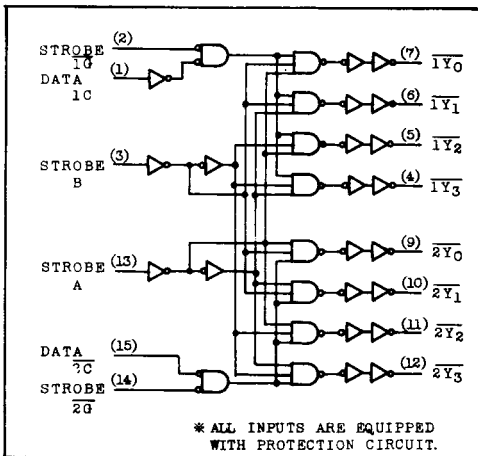 STROBE (2)
1G
DATA (1)
1C
(7) 1Y0
(6) 1Y1
(5) 1Y2
STROBE (3)
B
(4) 1Y3
(9) 2Y0
STROBE (13)
A
(10) 2Y1
(11) 2Y2
DATA (15)
2C
(12) 2Y3
STROBE (14)
2G
* ALL INPUTS ARE EQUIPPED
WITH PROTECTION CIRCUIT.